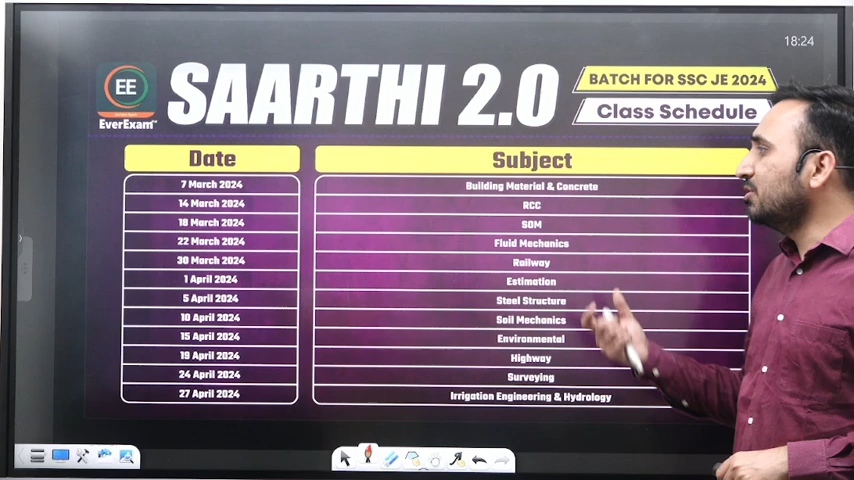 18:24
EE
EverExam
SAARTHI 2.0
BATCH FOR SSC JE 2024
Class Schedule
Date Subject
7 March 2024 Building Material & Concrete
14 March 2024 RCC
18 March 2024 SOM
22 March 2024 Fluid Mechanics
30 March 2024 Railway
1 April 2024 Estimation
5 April 2024 Steel Structure
10 April 2024 Soil Mechanics
15 April 2024 Environmental
19 April 2024 Highway
24 April 2024 Surveying
27 April 2024 Irrigation Engineering & Hydrology